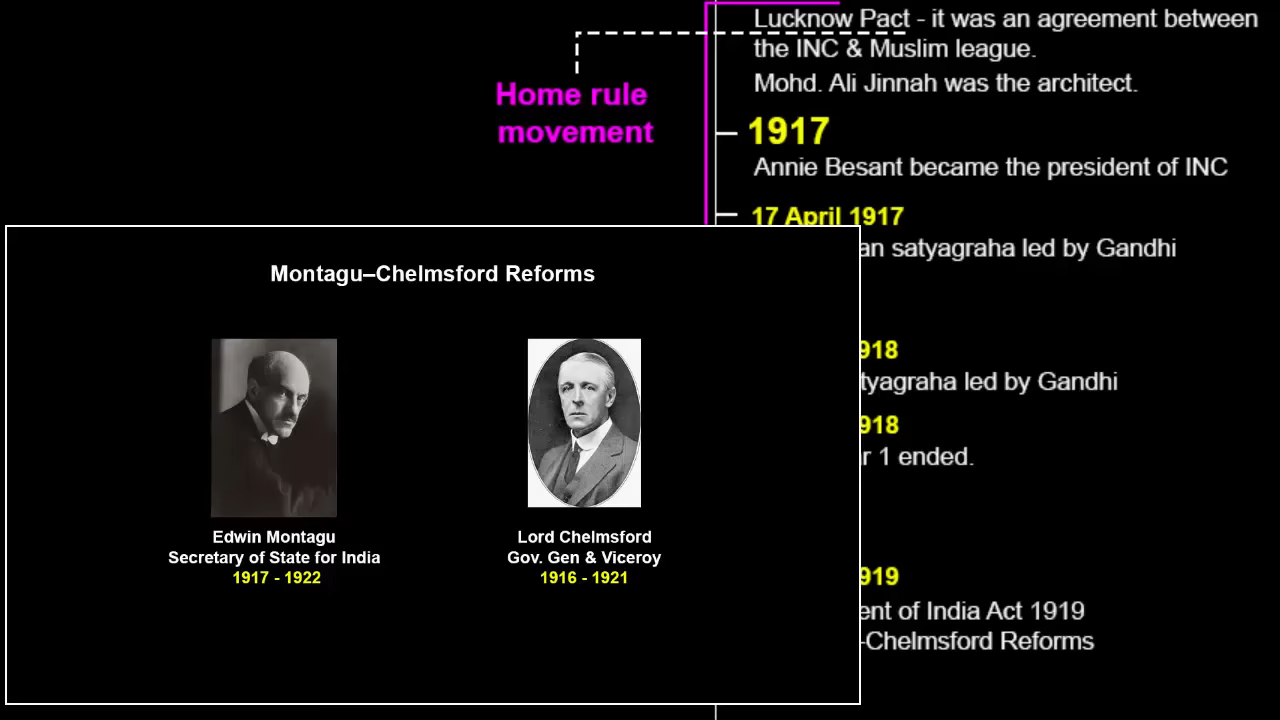 Lucknow Pact - it was an agreement between
the INC & Muslim league.
Mohd. Ali Jinnah was the architect.
Home rule
movement
1917
Annie Besant became the president of INC
17 April 1917
an satyagraha led by Gandhi
918
tyagraha led by Gandhi
918
r 1 ended.
919
ent of India Act 1919
-Chelmsford Reforms
Montagu–Chelmsford Reforms
Edwin Montagu
Secretary of State for India
1917 - 1922
Lord Chelmsford
Gov. Gen & Viceroy
1916 - 1921